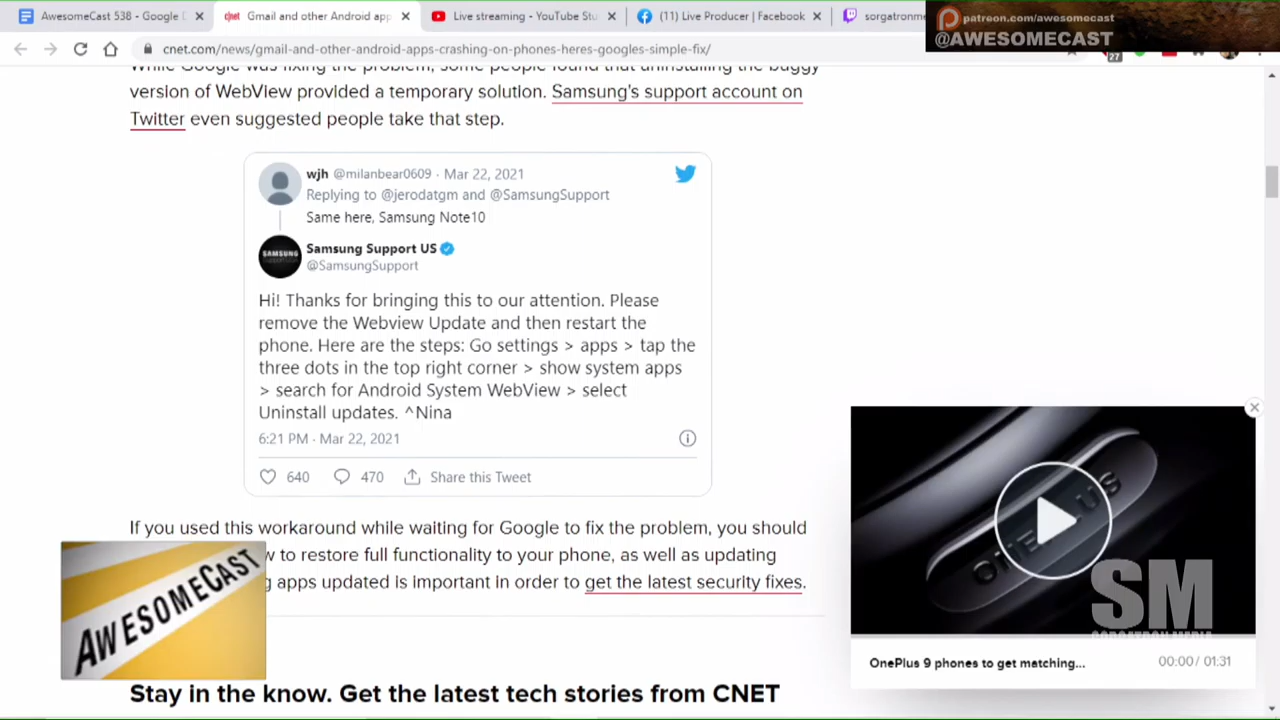 AwesomeCast 538 - Google D
cnet
Gmail and other Android app
Live streaming - YouTube Stu
(11) Live Producer | Facebook
sorgatronme
patreon.com/awesomecast
@AWESOMECAST
cnet.com/news/gmail-and-other-android-apps-crashing-on-phones-heres-googles-simple-fix/
27
version of WebView provided a temporary solution. Samsung's support account on
Twitter even suggested people take that step.
wjh @milanbear0609 · Mar 22, 2021
Replying to @jerodatgm and @SamsungSupport
Same here, Samsung Note10
SAMSUNG
Samsung Support US
@SamsungSupport
Hi! Thanks for bringing this to our attention. Please
remove the Webview Update and then restart the
phone. Here are the steps: Go settings > apps > tap the
three dots in the top right corner > show system apps
> search for Android System WebView > select
Uninstall updates. ^Nina
6:21 PM · Mar 22, 2021
640
470
Share this Tweet
If you used this workaround while waiting for Google to fix the problem, you should
w to restore full functionality to your phone, as well as updating
g apps updated is important in order to get the latest security fixes.
AWESOMECAST
ONEPLUS
SM
SORGATRON MEDIA
OnePlus 9 phones to get matching...
00:00 / 01:31
Stay in the know. Get the latest tech stories from CNET